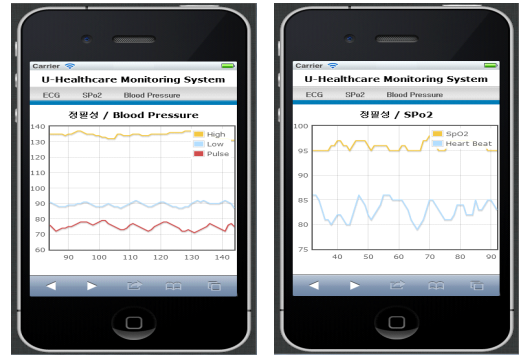 Carrier
U-Healthcare Monitoring System
ECG SPo2 Blood Pressure
정필성 / Blood Pressure
140
130
120
110
100
90
80
70
60
High
Low
Pulse
90 100 110 120 130 140
Carrier
U-Healthcare Monitoring System
ECG SPo2 Blood Pressure
정필성 / SPo2
100
95
90
85
80
75
SpO2
Heart Beat
40 50 60 70 80 90